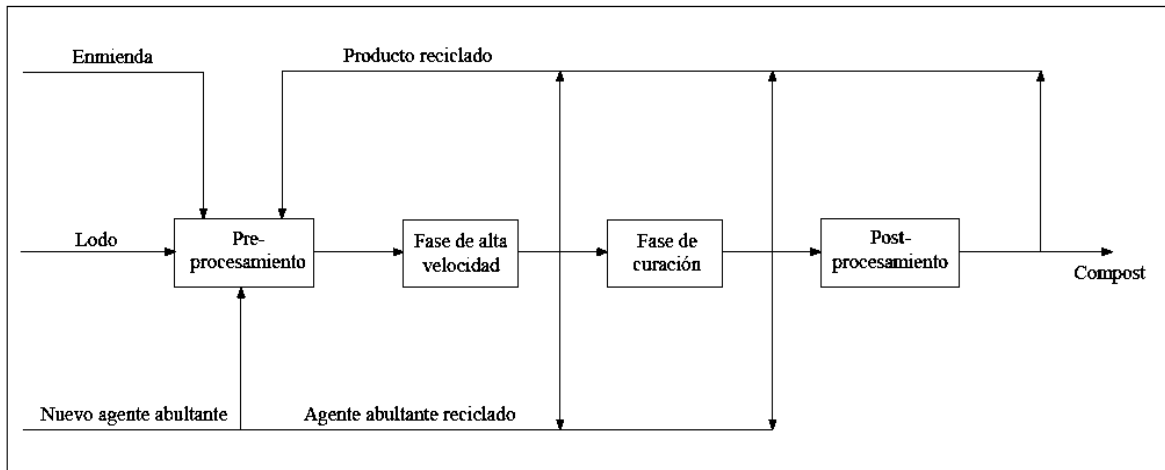 Enmienda
Producto reciclado
Lodo
Pre-
procesamiento
Fase de alta
velocidad
Fase de
curación
Post-
procesamiento
Compost
Nuevo agente abultante
Agente abultante reciclado